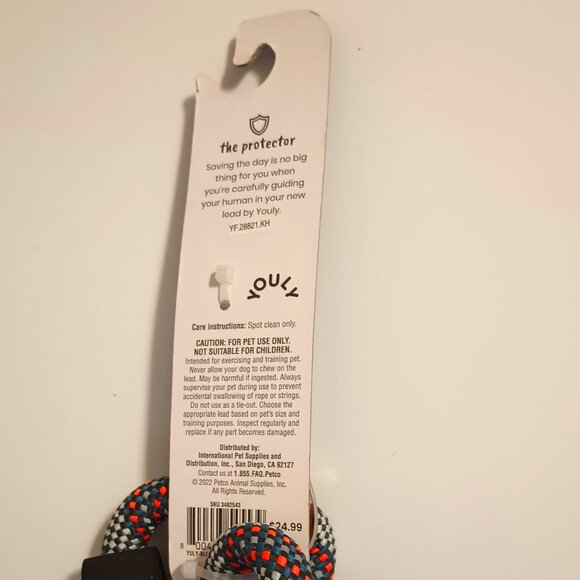 the protector
Saving the day is no big
thing for you when
you're carefully guiding
your human in your new
lead by Youly.
YF.28B21.KH
YOULY
Care instructions: Spot clean only.
CAUTION: FOR PET USE ONLY.
NOT SUITABLE FOR CHILDREN.
Intended for exercising and training pet.
Never allow your dog to chew on the
lead. May be harmful if ingested. Always
supervise your pet during use to prevent
accidental swallowing of rope or strings.
Do not use as a tie-out. Choose the
appropriate lead based on pet's size and
training purposes. Inspect regularly and
replace if any part becomes damaged.
Distributed by:
International Pet Supplies and
Distribution, Inc., San Diego, CA 92127
Contact us at 1.855.FAQ.Petco
© 2022 Petco Animal Supplies, Inc.
All Rights Reserved.
SKU 3482543
$24.99
8 004